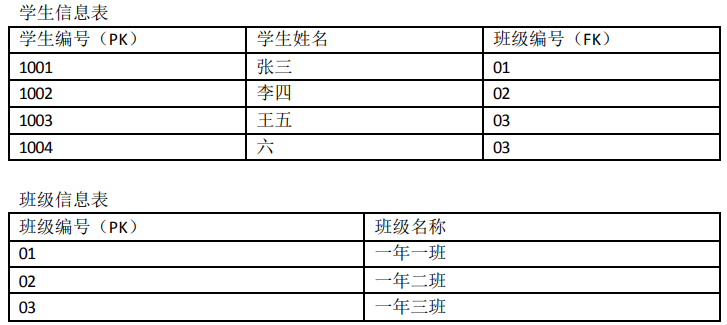 学生信息表
学生编号（PK） 学生姓名 班级编号（FK）
1001 张三 01
1002 李四 02
1003 王五 03
1004 六 03
班级信息表
班级编号（PK） 班级名称
01 一年一班
02 一年二班
03 一年三班